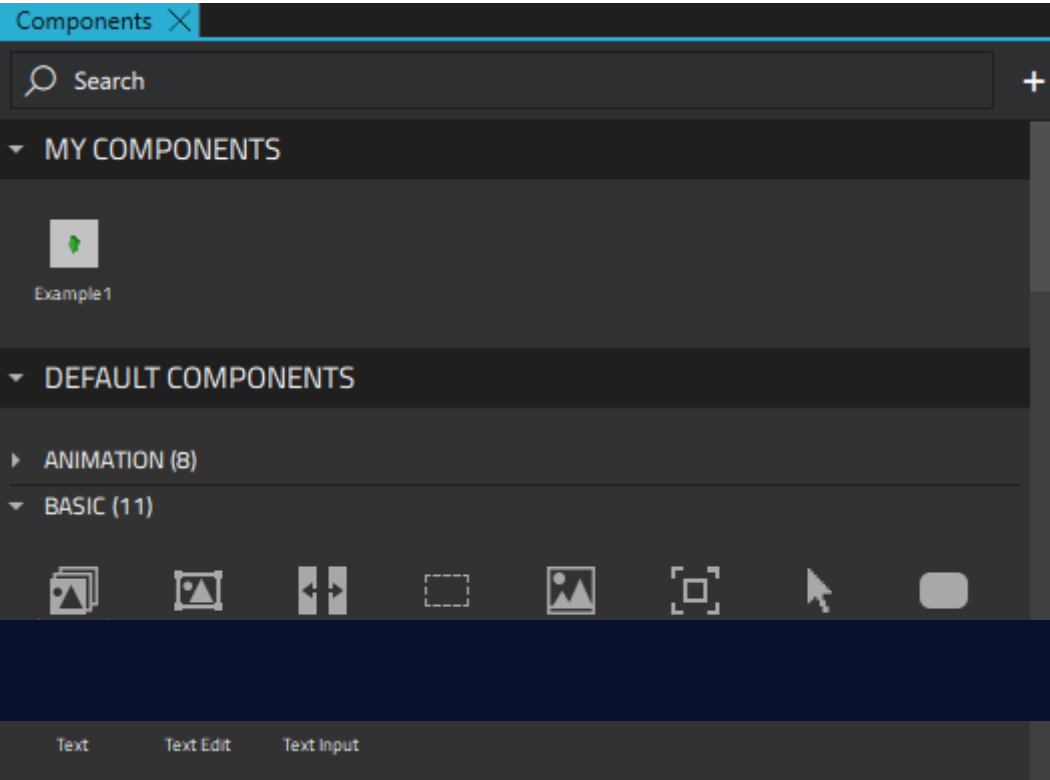 Components
Search
MY COMPONENTS
Example1
DEFAULT COMPONENTS
ANIMATION (8)
BASIC (11)
Text Text Edit Text Input